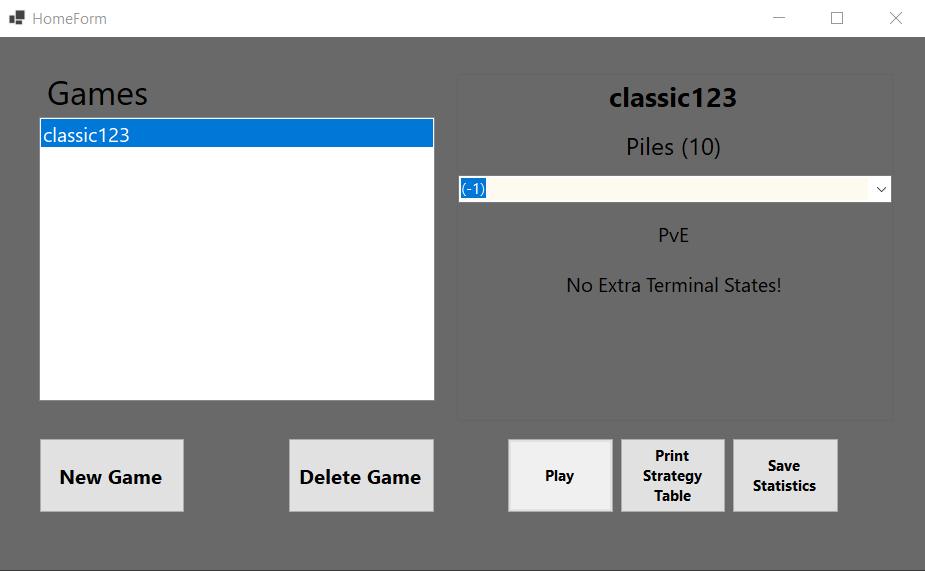 HomeForm
Games
classic123
classic123
Piles (10)
(-1)
PvE
No Extra Terminal States!
New Game
Delete Game
Play
Print
Strategy
Table
Save
Statistics